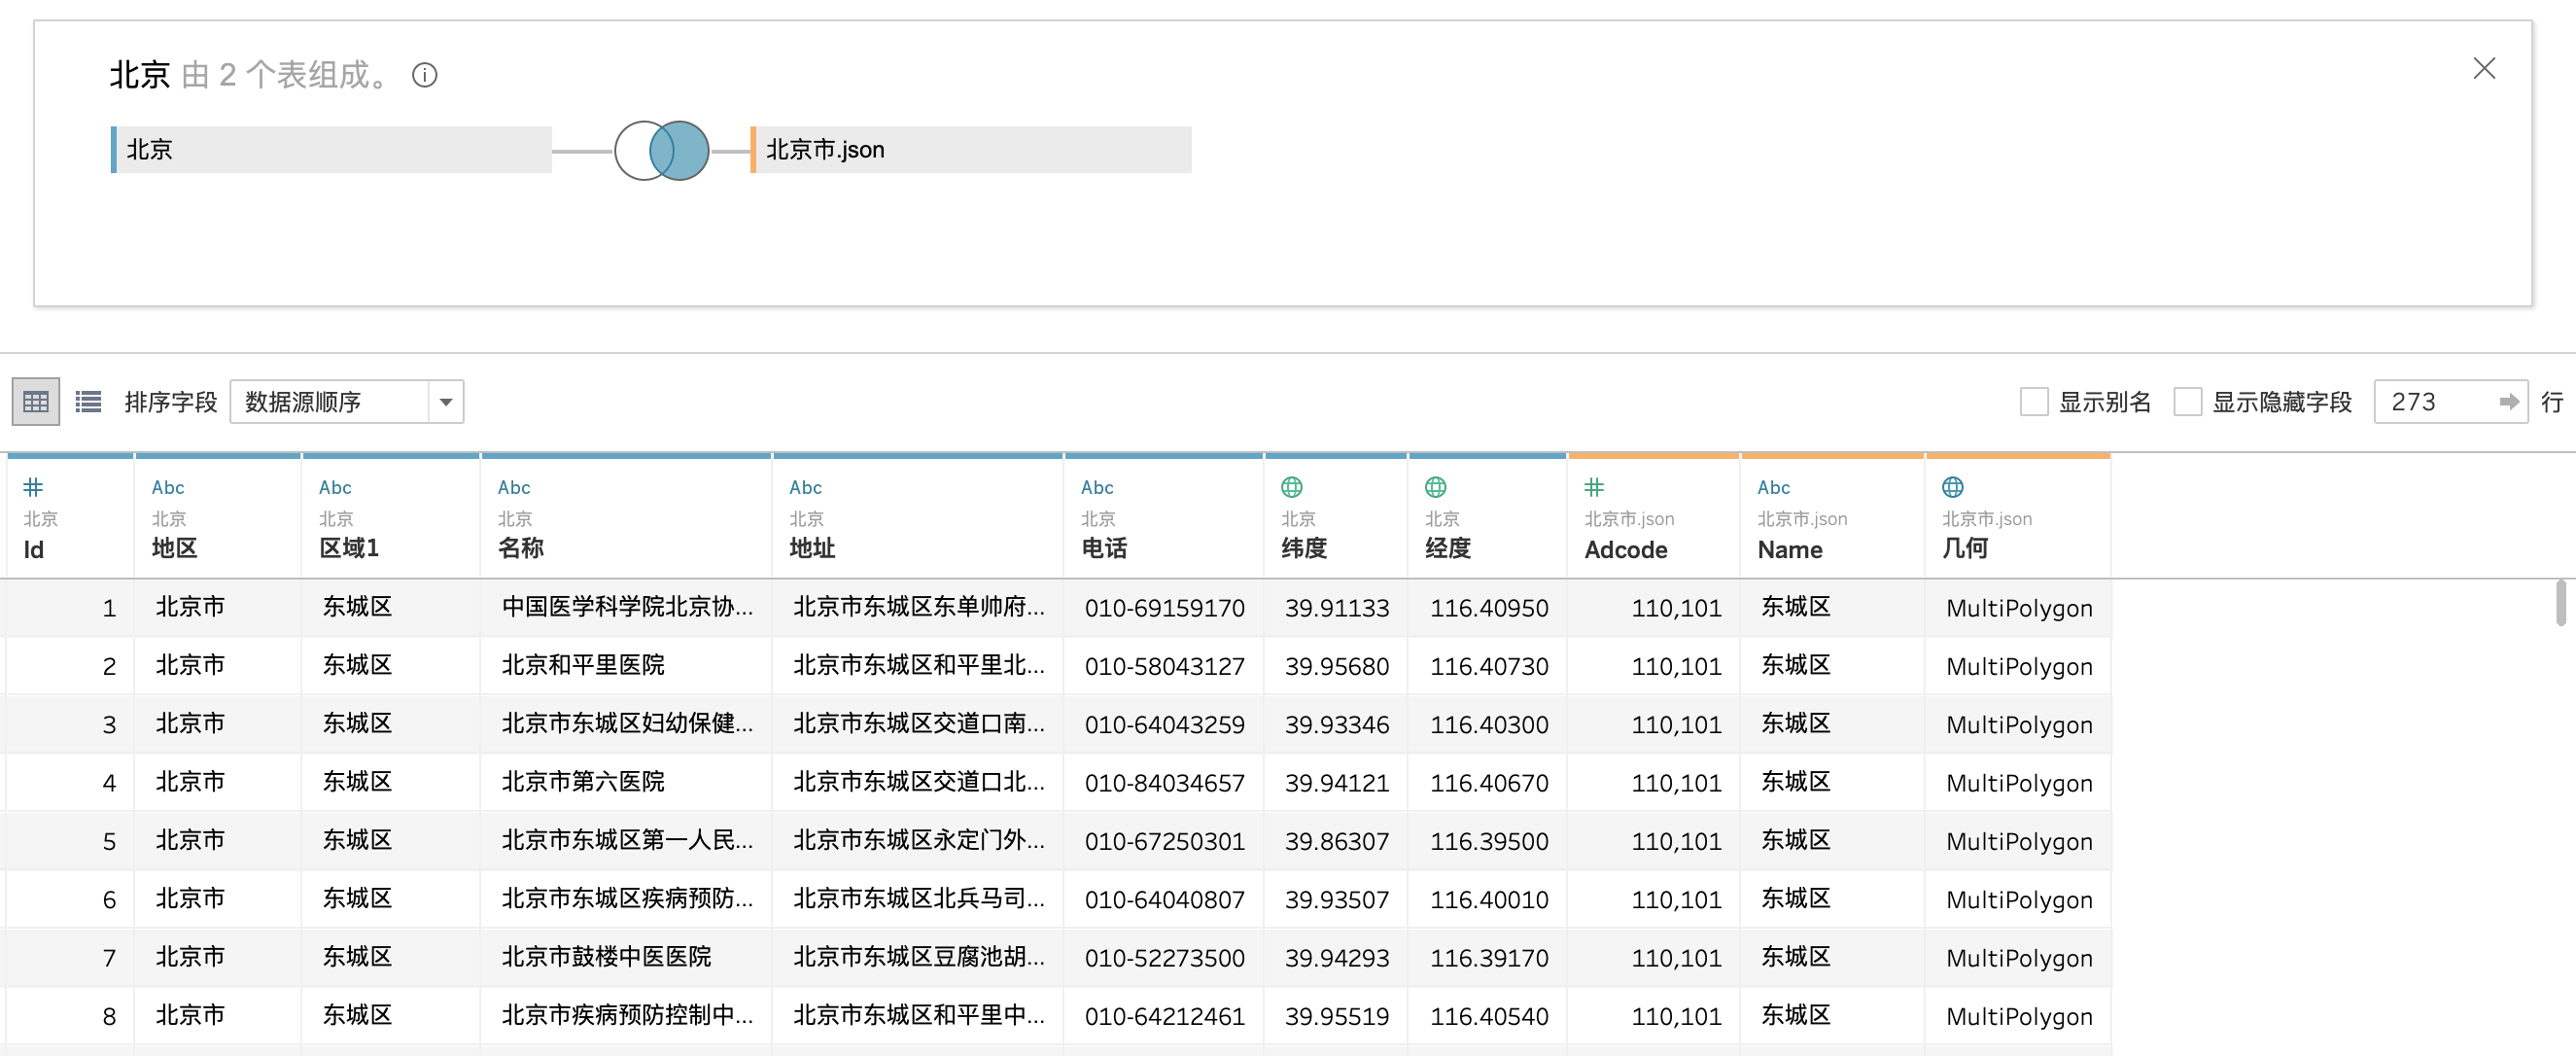 北京 由 2 个表组成。
北京
北京市.json
排序字段 数据源顺序 显示别名 显示隐藏字段 273 行
# Abc Abc Abc Abc Abc # Abc
北京 北京 北京 北京 北京 北京 北京 北京 北京市.json 北京市.json 北京市.json
Id 地区 区域1 名称 地址 电话 纬度 经度 Adcode Name 几何
1 北京市 东城区 中国医学科学院北京协... 北京市东城区东单帅府... 010-69159170 39.91133 116.40950 110,101 东城区 MultiPolygon
2 北京市 东城区 北京和平里医院 北京市东城区和平里北... 010-58043127 39.95680 116.40730 110,101 东城区 MultiPolygon
3 北京市 东城区 北京市东城区妇幼保健... 北京市东城区交道口南... 010-64043259 39.93346 116.40300 110,101 东城区 MultiPolygon
4 北京市 东城区 北京市第六医院 北京市东城区交道口北... 010-84034657 39.94121 116.40670 110,101 东城区 MultiPolygon
5 北京市 东城区 北京市东城区第一人民... 北京市东城区永定门外... 010-67250301 39.86307 116.39500 110,101 东城区 MultiPolygon
6 北京市 东城区 北京市东城区疾病预防... 北京市东城区北兵马司... 010-64040807 39.93507 116.40010 110,101 东城区 MultiPolygon
7 北京市 东城区 北京市鼓楼中医医院 北京市东城区豆腐池胡... 010-52273500 39.94293 116.39170 110,101 东城区 MultiPolygon
8 北京市 东城区 北京市疾病预防控制中... 北京市东城区和平里中... 010-64212461 39.95519 116.40540 110,101 东城区 MultiPolygon